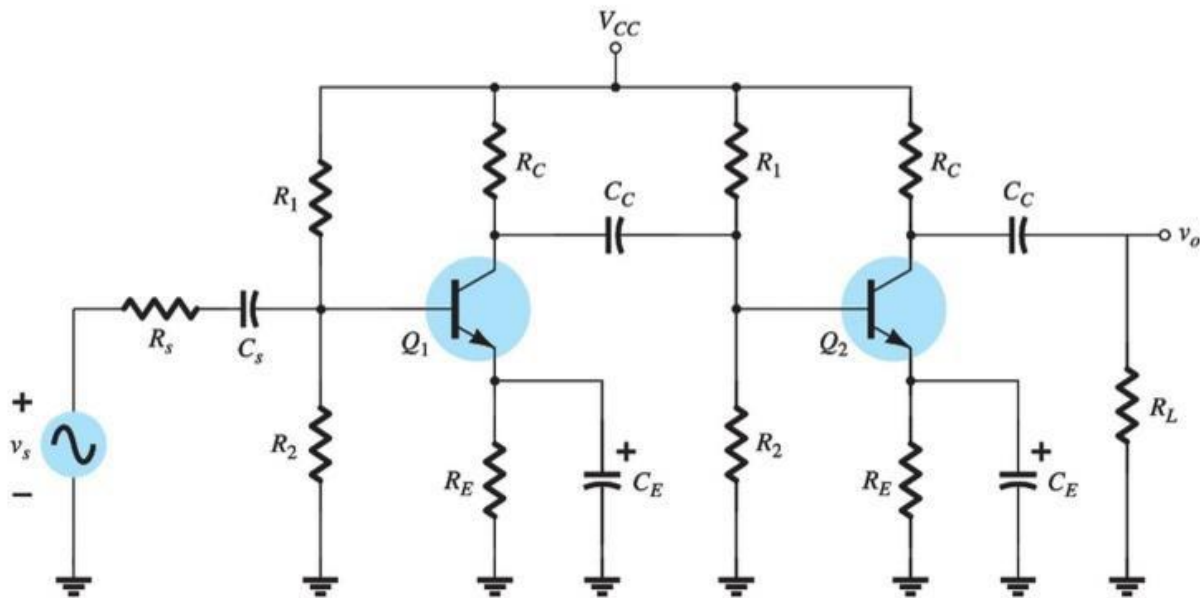 V_CC
R_C
R_1
R_C
R_1
C_C
C_C
v_o
R_s
C_s
Q_1
Q_2
+
v_s
−
R_2
R_E
+
C_E
R_2
R_E
+
C_E
R_L